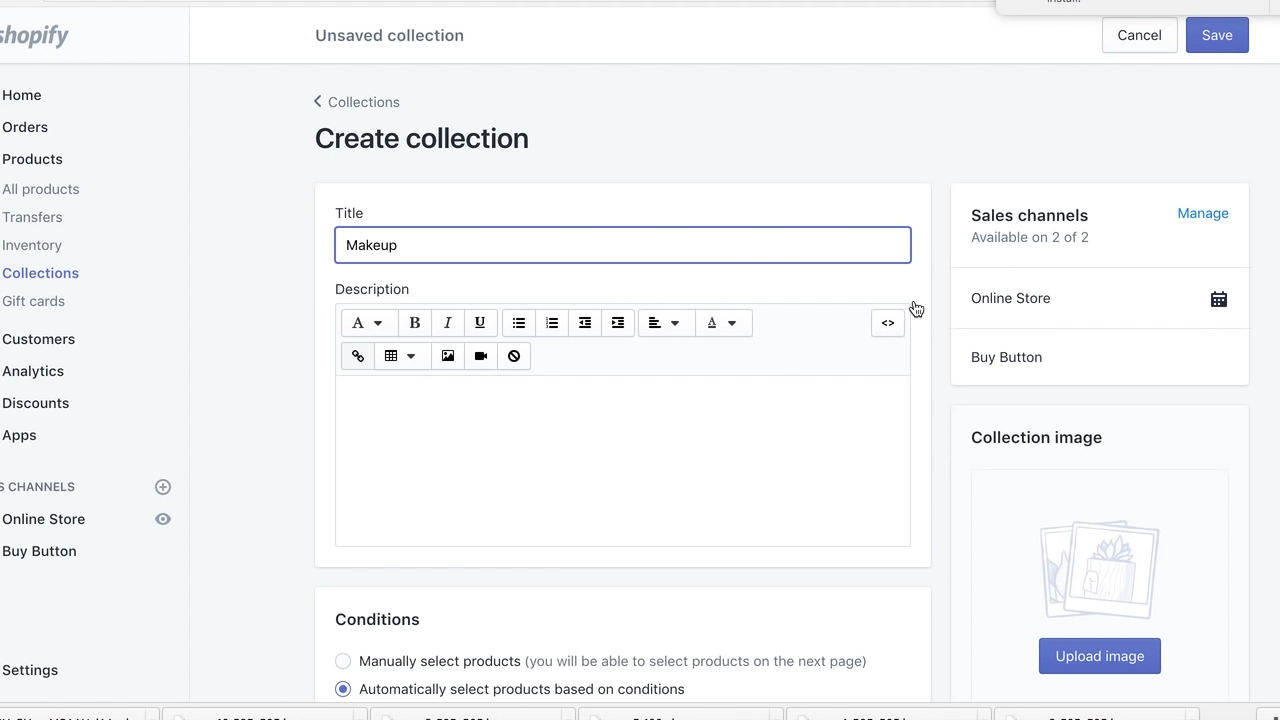 shopify
Unsaved collection
Cancel
Save
Home
Orders
Products
All products
Transfers
Inventory
Collections
Gift cards
Customers
Analytics
Discounts
Apps
CHANNELS
Online Store
Buy Button
Settings
Collections
Create collection
Title
Makeup
Description
A
B
I
U
A
<>
Conditions
Manually select products (you will be able to select products on the next page)
Automatically select products based on conditions
Sales channels
Manage
Available on 2 of 2
Online Store
Buy Button
Collection image
Upload image